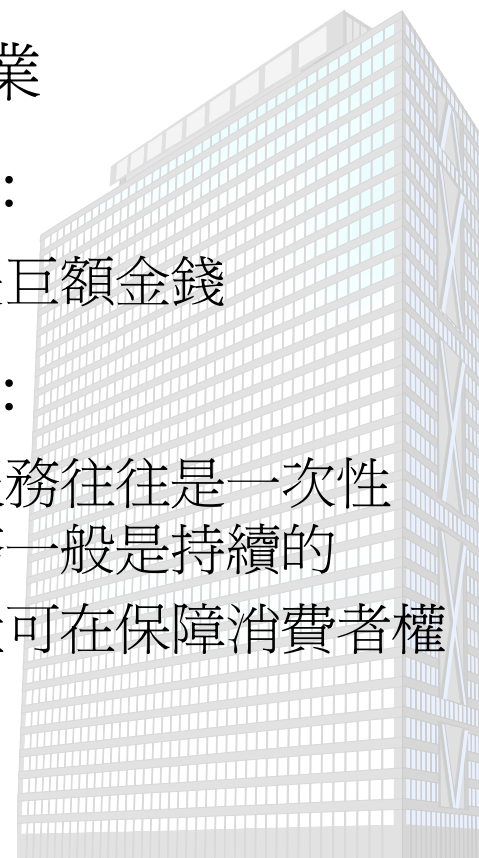 業
：
巨額金錢
：
務往往是一次性
一般是持續的
可在保障消費者權